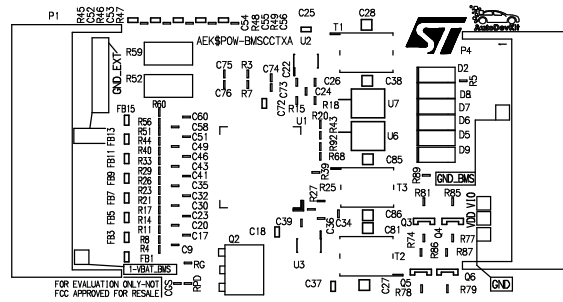 P1
R45
C52
R46
C53
R47
C54
R48
C55
R49
C56
C25
C28
T1
ST
AutoDevKit
AEK$POW-BMSCCTXA
U2
P4
GND_EXT
R59
R52
C75
R3
C76
R7
C74
C73
C72
C22
R15
C24
C26
R18
C38
U7
U6
D2
R5
D8
D7
D6
D5
D9
FB15
R60
R56
C60
C58
FB13
R51
C51
R44
C49
R40
C46
FB11
R33
C43
R29
C41
FB9
R26
C35
R23
C32
FB7
R21
C30
R17
C23
FB5
R14
C20
R11
C17
FB3
R8
R4
C9
FB1
1-VBAT_BMS
U1
R20
R43
R92
R68
C85
R39
R25
R27
T3
R89
GND_BMS
R81
R85
VIO
VDD
C18
C39
C36
C34
C86
C81
Q3
Q4
R74
R86
R77
R87
Q2
U3
T2
RG
RPD
FOR EVALUATION ONLY-NOT
FCC APPROVED FOR RESALE
CGS
C37
C27
Q5
R78
Q6
R79
GND